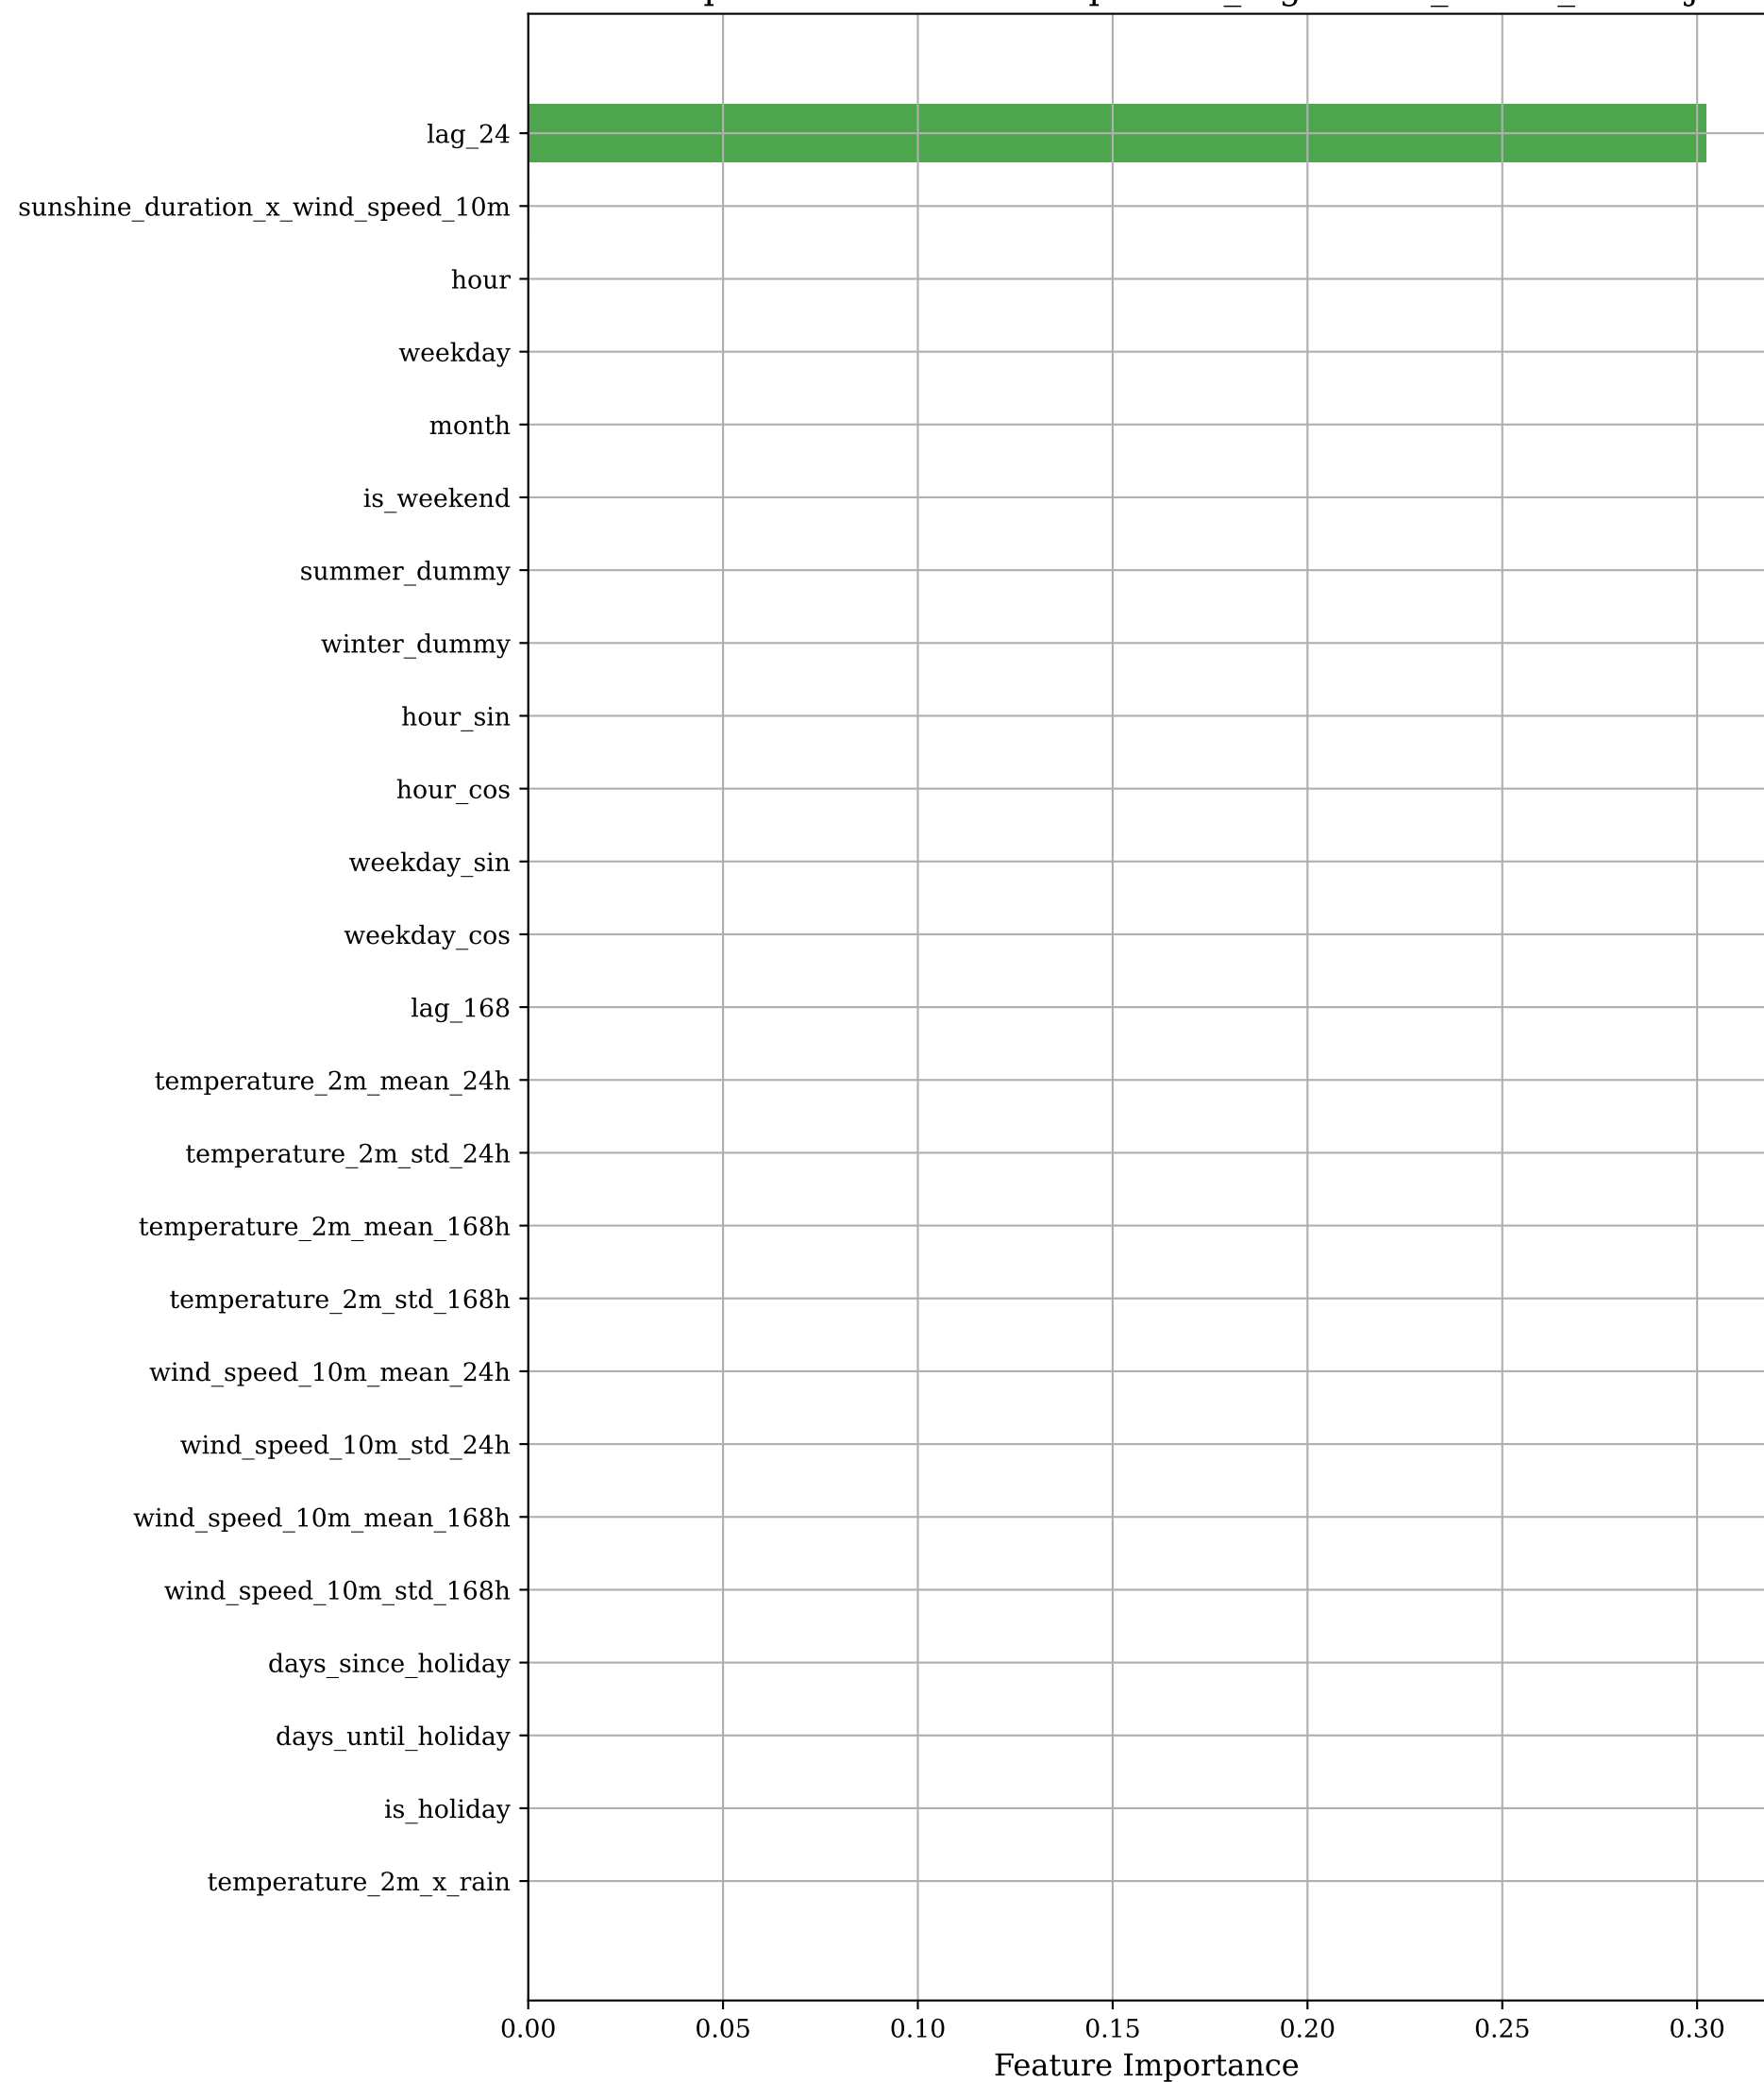 lag_24
sunshine_duration_x_wind_speed_10m
hour
weekday
month
is_weekend
summer_dummy
winter_dummy
hour_sin
hour_cos
weekday_sin
weekday_cos
lag_168
temperature_2m_mean_24h
temperature_2m_std_24h
temperature_2m_mean_168h
temperature_2m_std_168h
wind_speed_10m_mean_24h
wind_speed_10m_std_24h
wind_speed_10m_mean_168h
wind_speed_10m_std_168h
days_since_holiday
days_until_holiday
is_holiday
temperature_2m_x_rain
0.00 0.05 0.10 0.15 0.20 0.25 0.30
Feature Importance